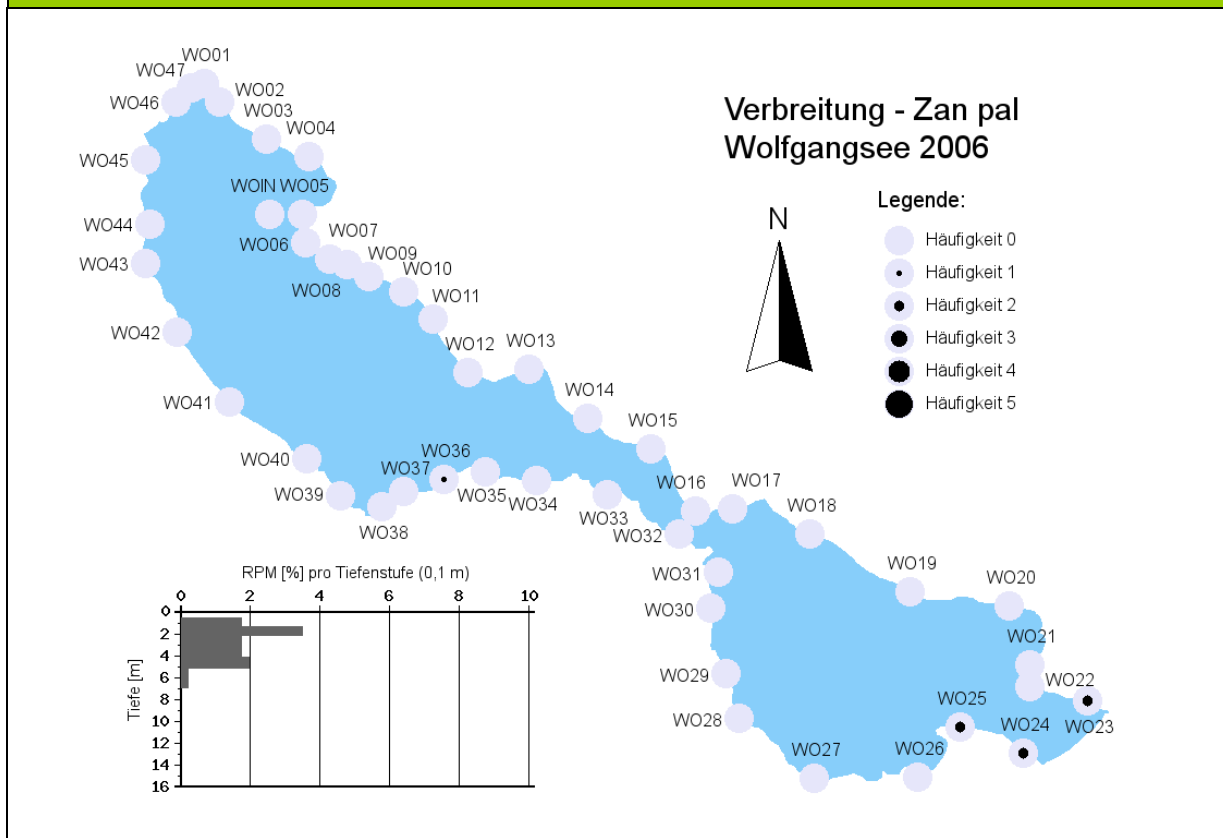 Verbreitung - Zan pal
Wolfgangsee 2006
Legende:
Häufigkeit 0
Häufigkeit 1
Häufigkeit 2
Häufigkeit 3
Häufigkeit 4
Häufigkeit 5
N
WO01
WO47
WO02
WO46
WO03
WO04
WO45
WOIN
WO05
WO44
WO06
WO07
WO43
WO09
WO08
WO10
WO11
WO42
WO12
WO13
WO41
WO14
WO15
WO40
WO36
WO37
WO35
WO39
WO34
WO38
WO33
WO16
WO17
WO32
WO18
WO31
WO19
WO20
WO30
WO21
WO29
WO22
WO28
WO25
WO24
WO23
WO27
WO26
RPM [%] pro Tiefenstufe (0,1 m)
0 2 4 6 8 10
Tiefe [m]
0
2
4
6
8
10
12
14
16